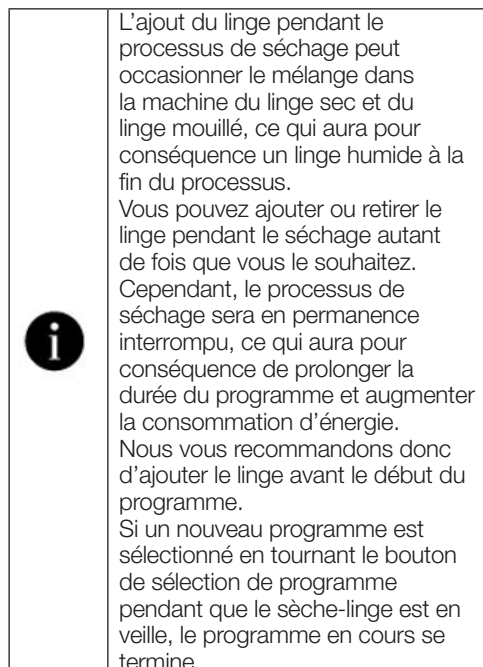 L’ajout du linge pendant le
processus de séchage peut
occasionner le mélange dans
la machine du linge sec et du
linge mouillé, ce qui aura pour
conséquence un linge humide à la
fin du processus.
Vous pouvez ajouter ou retirer le
linge pendant le séchage autant
de fois que vous le souhaitez.
Cependant, le processus de
séchage sera en permanence
interrompu, ce qui aura pour
conséquence de prolonger la
durée du programme et augmenter
la consommation d’énergie.
Nous vous recommandons donc
d’ajouter le linge avant le début du
programme.
Si un nouveau programme est
sélectionné en tournant le bouton
de sélection de programme
pendant que le sèche-linge est en
veille, le programme en cours se
termine